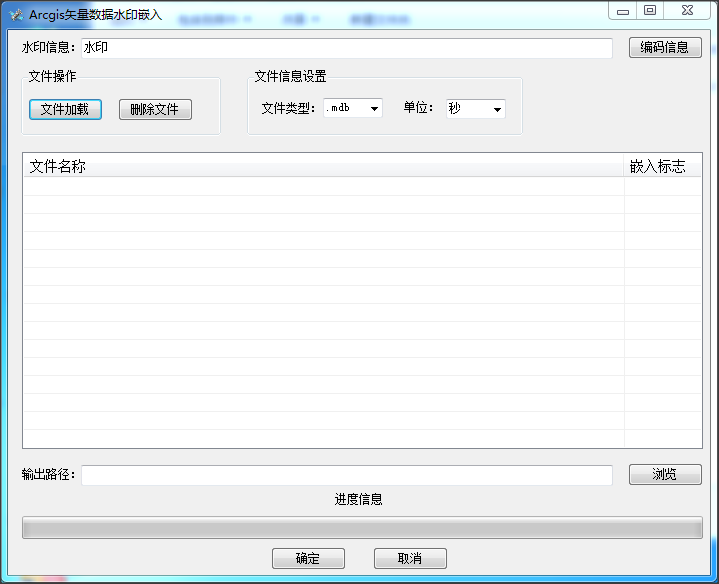 Arcgis矢量数据水印嵌入
水印信息： 水印 编码信息
文件操作 文件信息设置
文件加载 删除文件 文件类型： .mdb 单位： 秒
文件名称 嵌入标志
输出路径： 浏览
进度信息
确定 取消